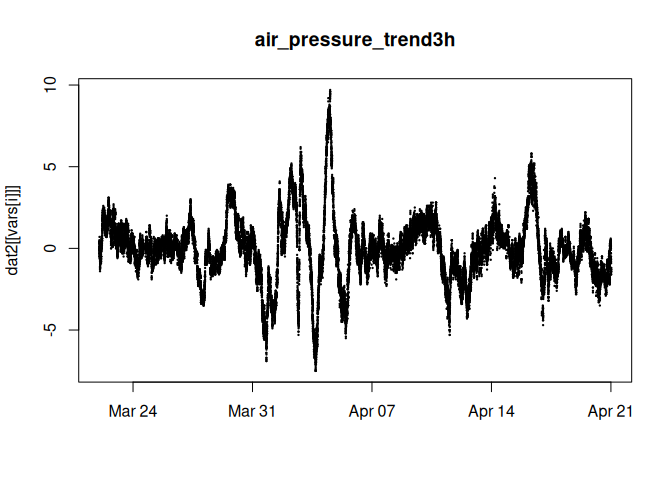 air_pressure_trend3h
dat2[[vars[i]]]
10
5
0
-5
Mar 24
Mar 31
Apr 07
Apr 14
Apr 21